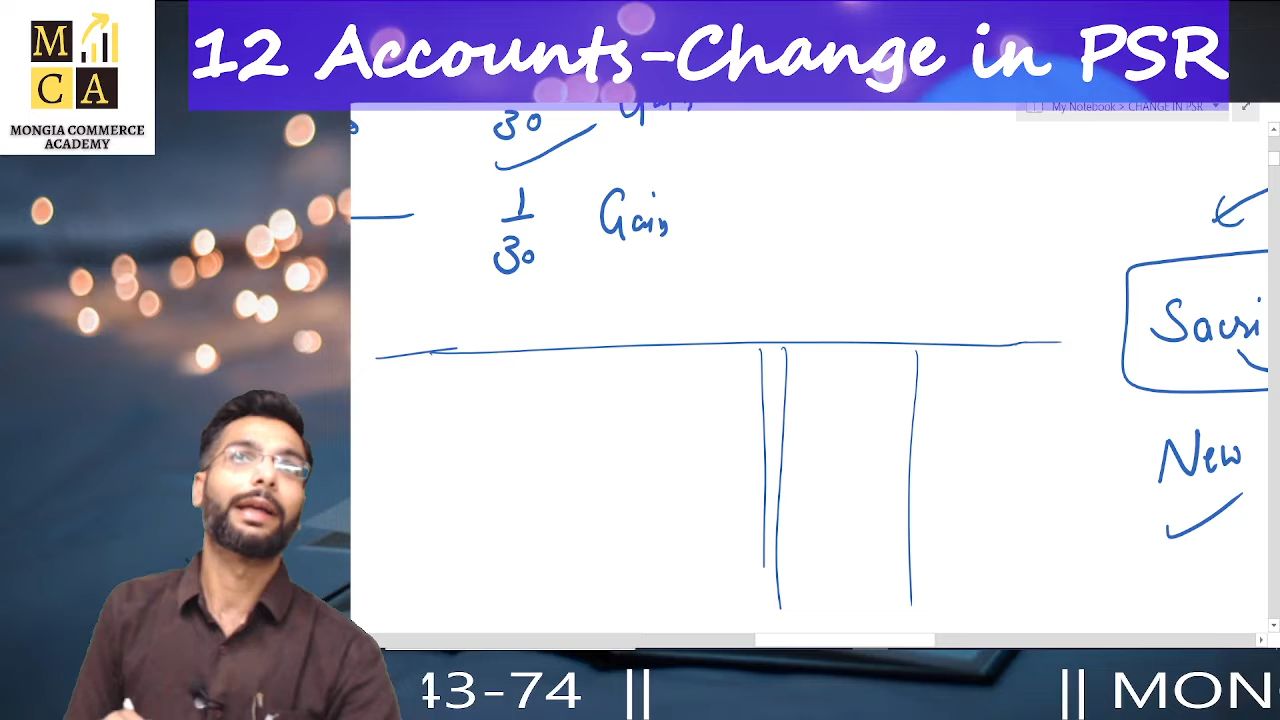 12 Accounts-Change in PSR
M
C A
MONGIA COMMERCE
ACADEMY
My Notebook > CHANGE IN PSR
30 Gain
1
30 Gain
Sacri
New
43-74 || || MON